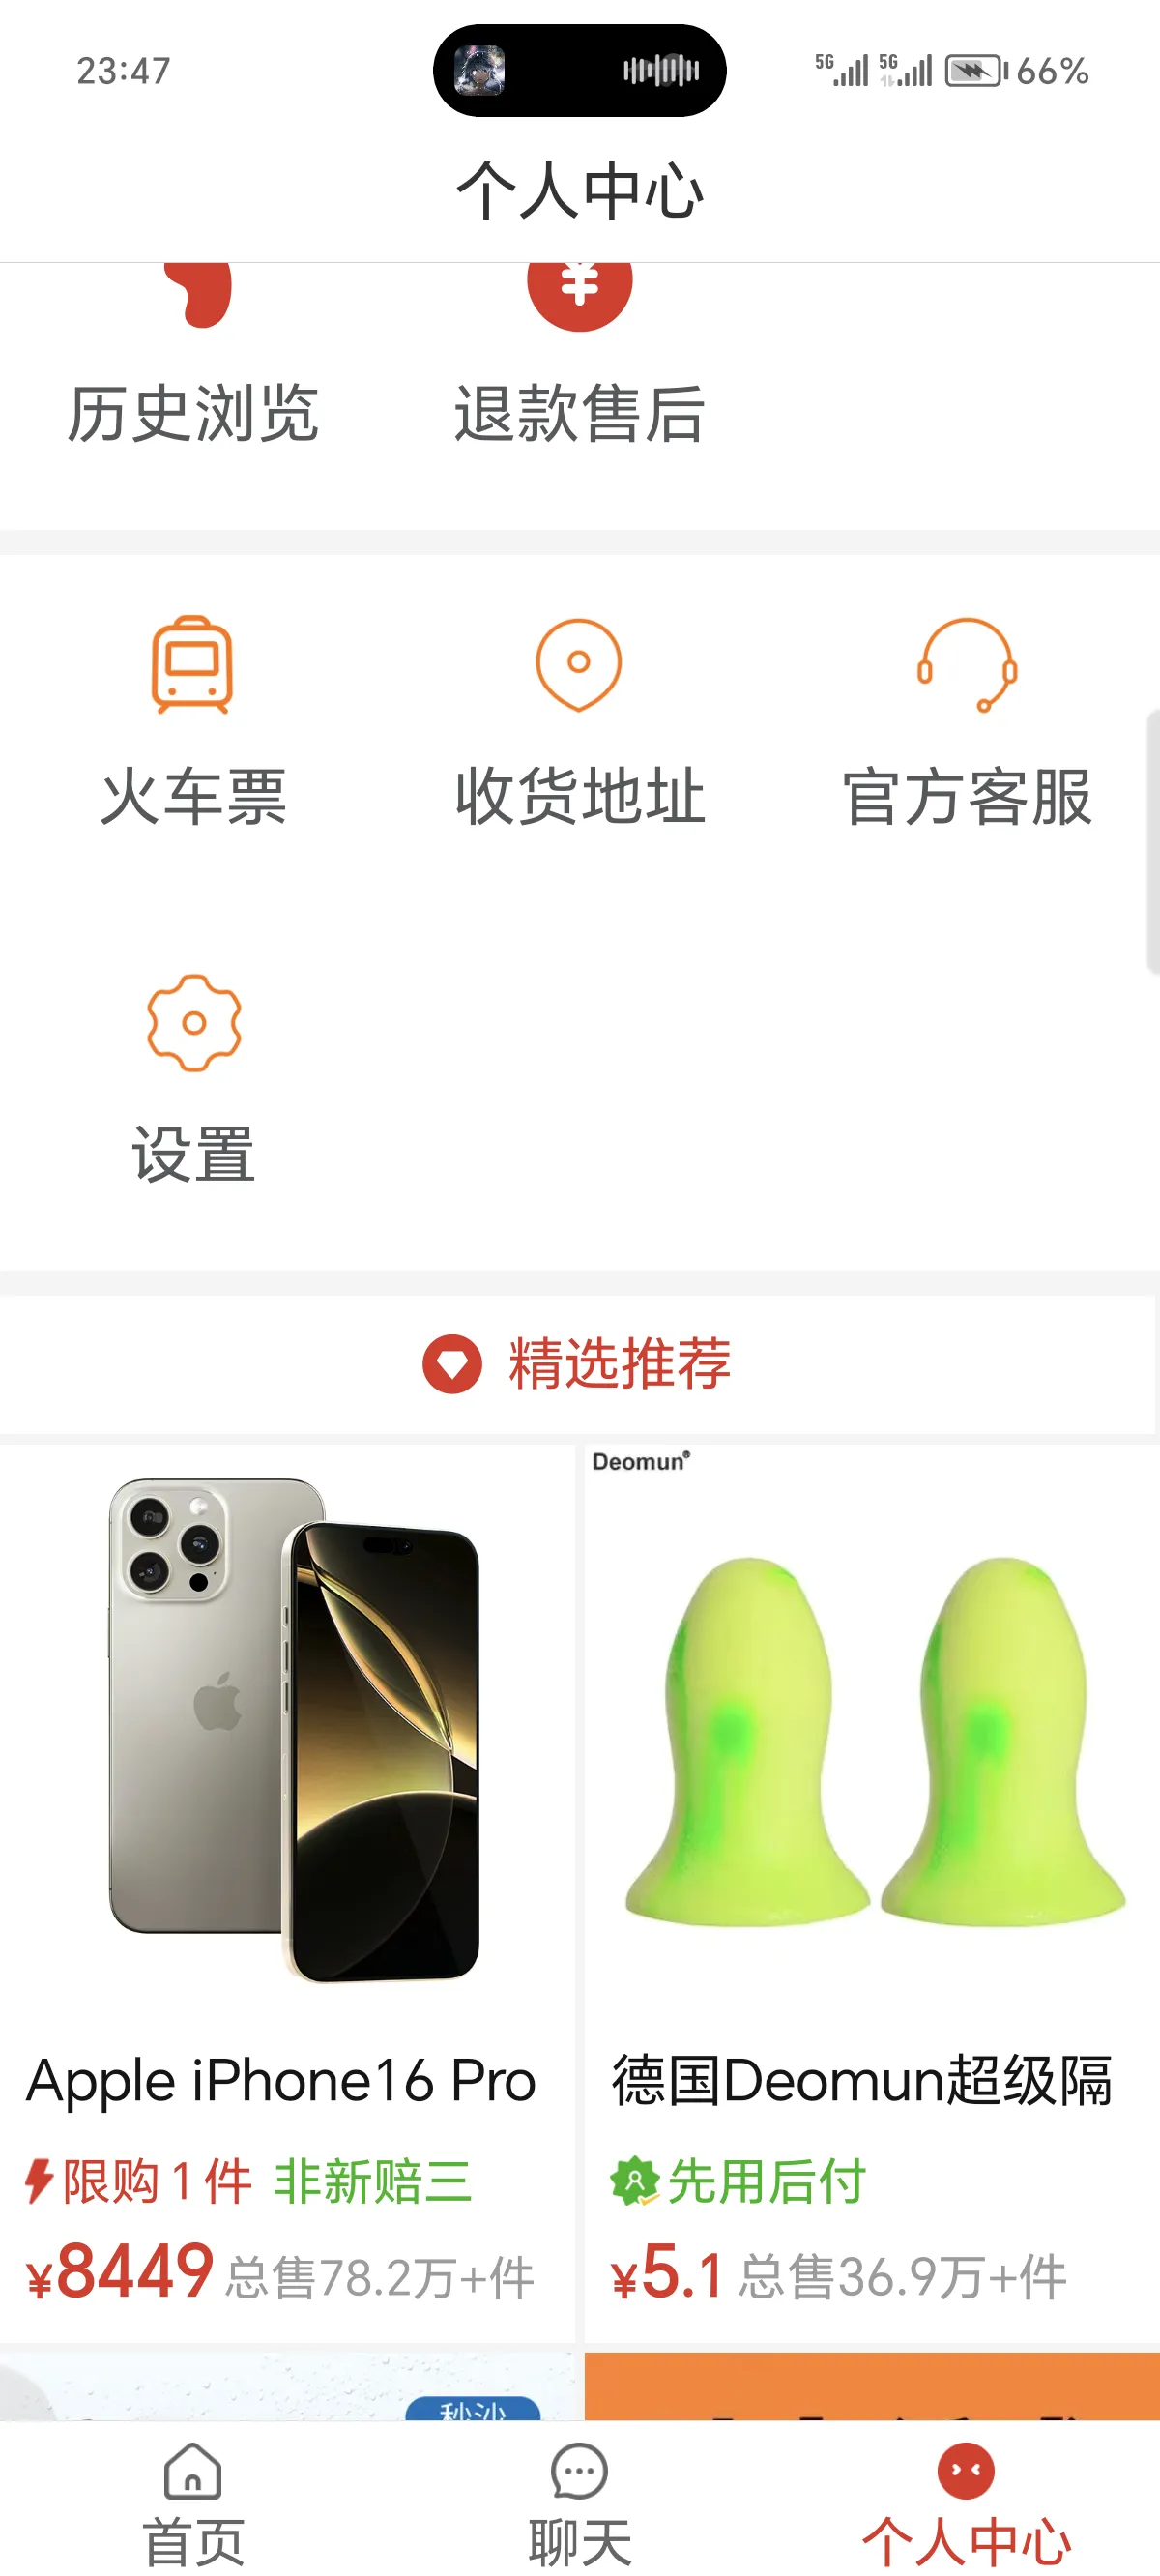 23:47
5G 5G 66%
个人中心
历史浏览 退款售后
火车票 收货地址 官方客服
设置
精选推荐
Deomun®
Apple iPhone16 Pro
德国Deomun超级隔
限购1件 非新赔三
先用后付
¥8449 总售78.2万+件
¥5.1 总售36.9万+件
首页 聊天 个人中心